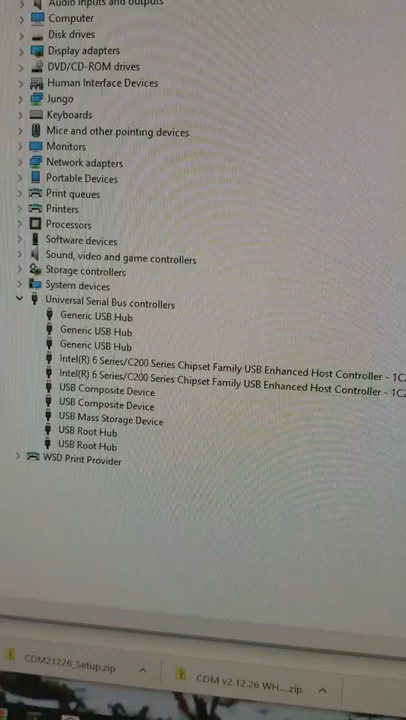 Audio inputs and outputs
Computer
Disk drives
Display adapters
DVD/CD-ROM drives
Human Interface Devices
Jungo
Keyboards
Mice and other pointing devices
Monitors
Network adapters
Portable Devices
Print queues
Printers
Processors
Software devices
Sound, video and game controllers
Storage controllers
System devices
Universal Serial Bus controllers
Generic USB Hub
Generic USB Hub
Generic USB Hub
Intel(R) 6 Series/C200 Series Chipset Family USB Enhanced Host Controller - 1C2
Intel(R) 6 Series/C200 Series Chipset Family USB Enhanced Host Controller - 1C2
USB Composite Device
USB Composite Device
USB Mass Storage Device
USB Root Hub
USB Root Hub
WSD Print Provider
CDM21226_Setup.zip
CDM v2.12.26 WH....zip